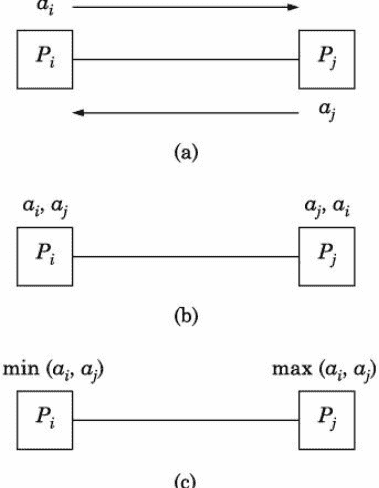 a_i
P_i P_j
a_j
(a)
a_i, a_j a_j, a_i
P_i P_j
(b)
min (a_i, a_j) max (a_i, a_j)
P_i P_j
(c)